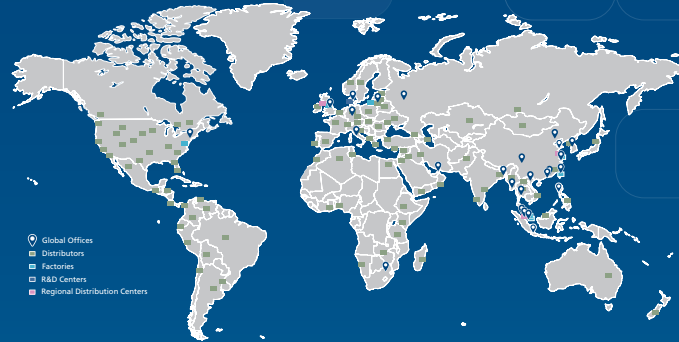 Global Offices
Distributors
Factories
R&D Centers
Regional Distribution Centers